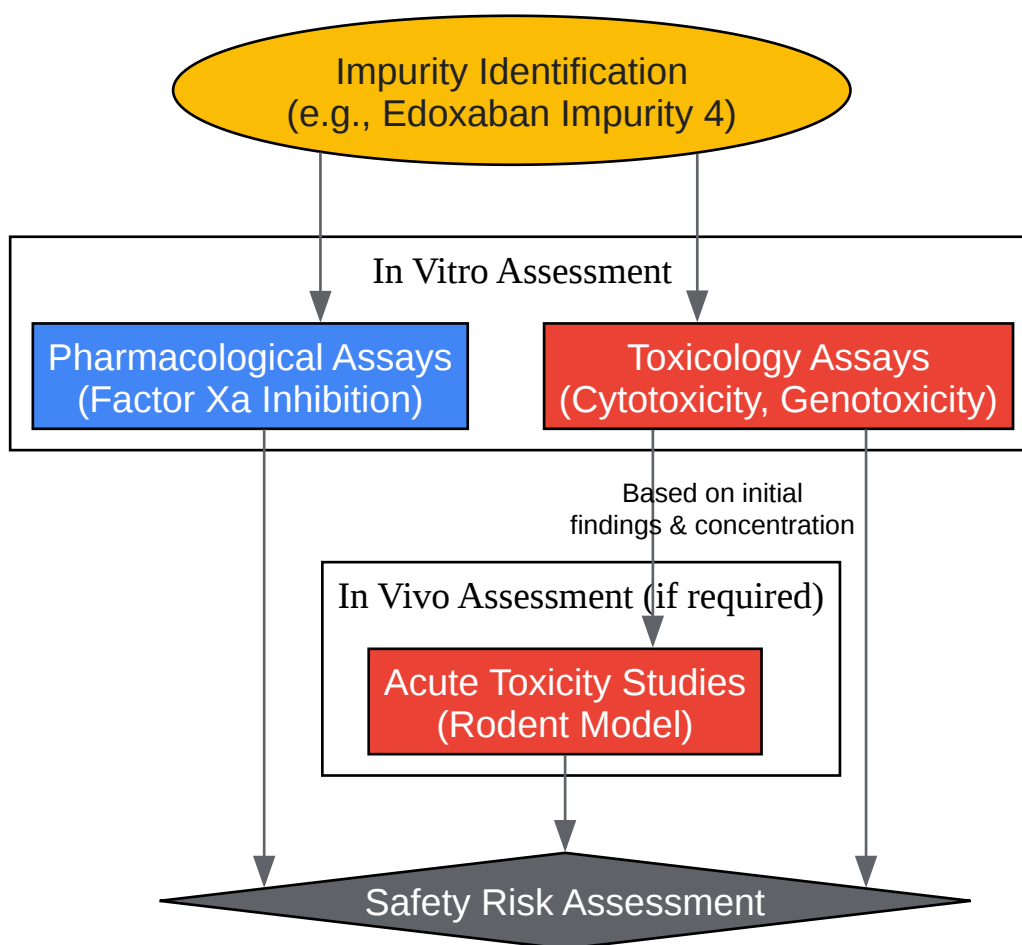 Impurity Identification
(e.g., Edoxaban Impurity 4)
In Vitro Assessment
Pharmacological Assays
(Factor Xa Inhibition)
Toxicology Assays
(Cytotoxicity, Genotoxicity)
Based on initial
findings & concentration
In Vivo Assessment (if required)
Acute Toxicity Studies
(Rodent Model)
Safety Risk Assessment